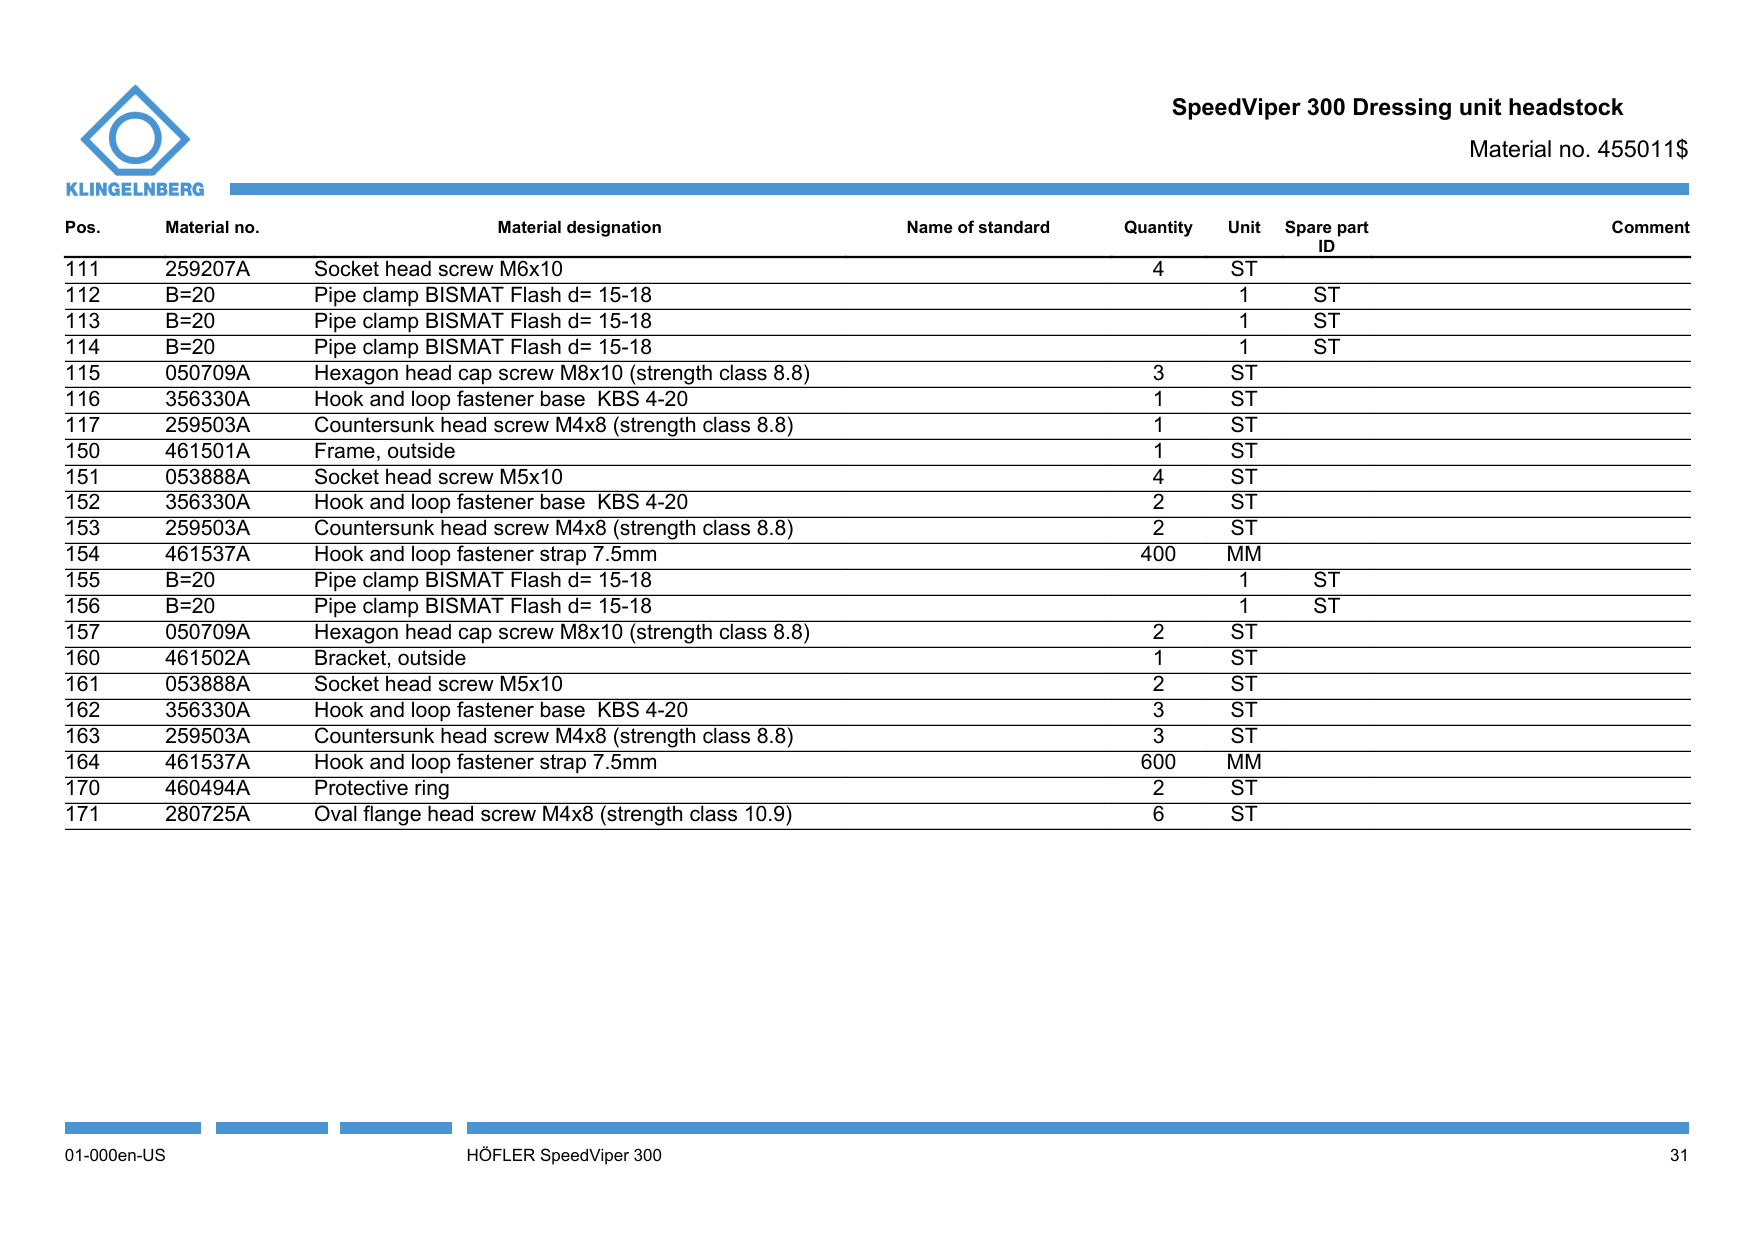 SpeedViper 300 Dressing unit headstock
Material no. 455011$
KLINGELNBERG
Pos. Material no. Material designation Name of standard Quantity Unit Spare part ID Comment
111 259207A Socket head screw M6x10 4 ST
112 B=20 Pipe clamp BISMAT Flash d= 15-18 1 ST
113 B=20 Pipe clamp BISMAT Flash d= 15-18 1 ST
114 B=20 Pipe clamp BISMAT Flash d= 15-18 1 ST
115 050709A Hexagon head cap screw M8x10 (strength class 8.8) 3 ST
116 356330A Hook and loop fastener base  KBS 4-20 1 ST
117 259503A Countersunk head screw M4x8 (strength class 8.8) 1 ST
150 461501A Frame, outside 1 ST
151 053888A Socket head screw M5x10 4 ST
152 356330A Hook and loop fastener base  KBS 4-20 2 ST
153 259503A Countersunk head screw M4x8 (strength class 8.8) 2 ST
154 461537A Hook and loop fastener strap 7.5mm 400 MM
155 B=20 Pipe clamp BISMAT Flash d= 15-18 1 ST
156 B=20 Pipe clamp BISMAT Flash d= 15-18 1 ST
157 050709A Hexagon head cap screw M8x10 (strength class 8.8) 2 ST
160 461502A Bracket, outside 1 ST
161 053888A Socket head screw M5x10 2 ST
162 356330A Hook and loop fastener base  KBS 4-20 3 ST
163 259503A Countersunk head screw M4x8 (strength class 8.8) 3 ST
164 461537A Hook and loop fastener strap 7.5mm 600 MM
170 460494A Protective ring 2 ST
171 280725A Oval flange head screw M4x8 (strength class 10.9) 6 ST
01-000en-US HÖFLER SpeedViper 300 31